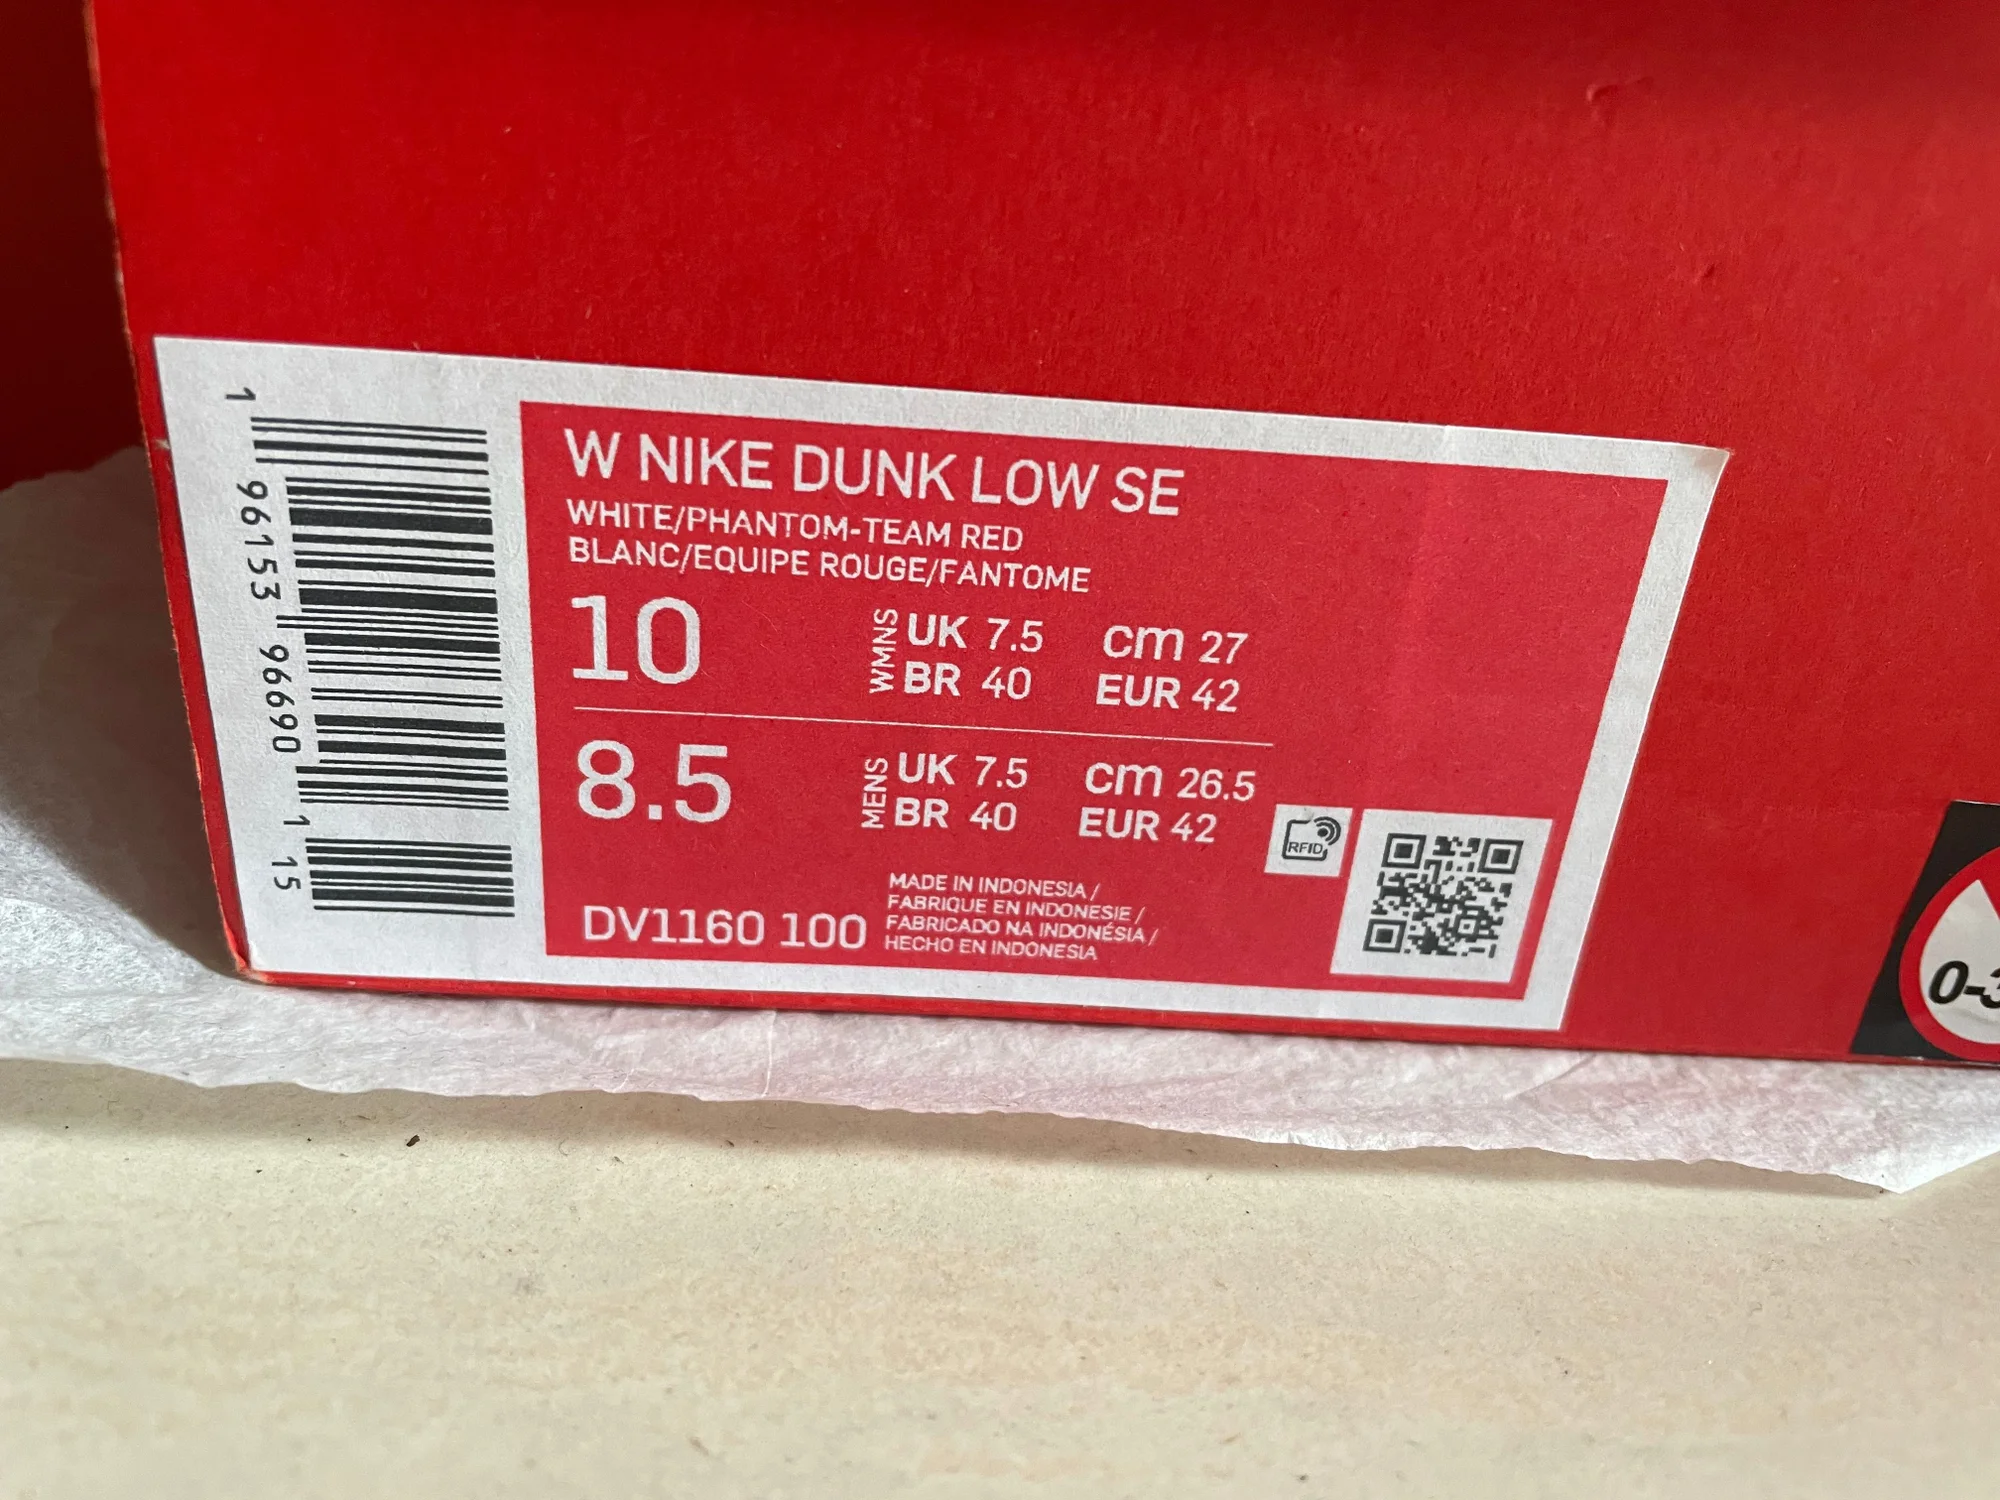 1 96153 96690 1 15
W NIKE DUNK LOW SE
WHITE/PHANTOM-TEAM RED
BLANC/EQUIPE ROUGE/FANTOME
10 WMNS UK 7.5 cm 27
BR 40 EUR 42
8.5 MENS UK 7.5 cm 26.5
BR 40 EUR 42
RFID
MADE IN INDONESIA /
FABRIQUE EN INDONESIE /
FABRICADO NA INDONÉSIA /
HECHO EN INDONESIA
DV1160 100
0-3